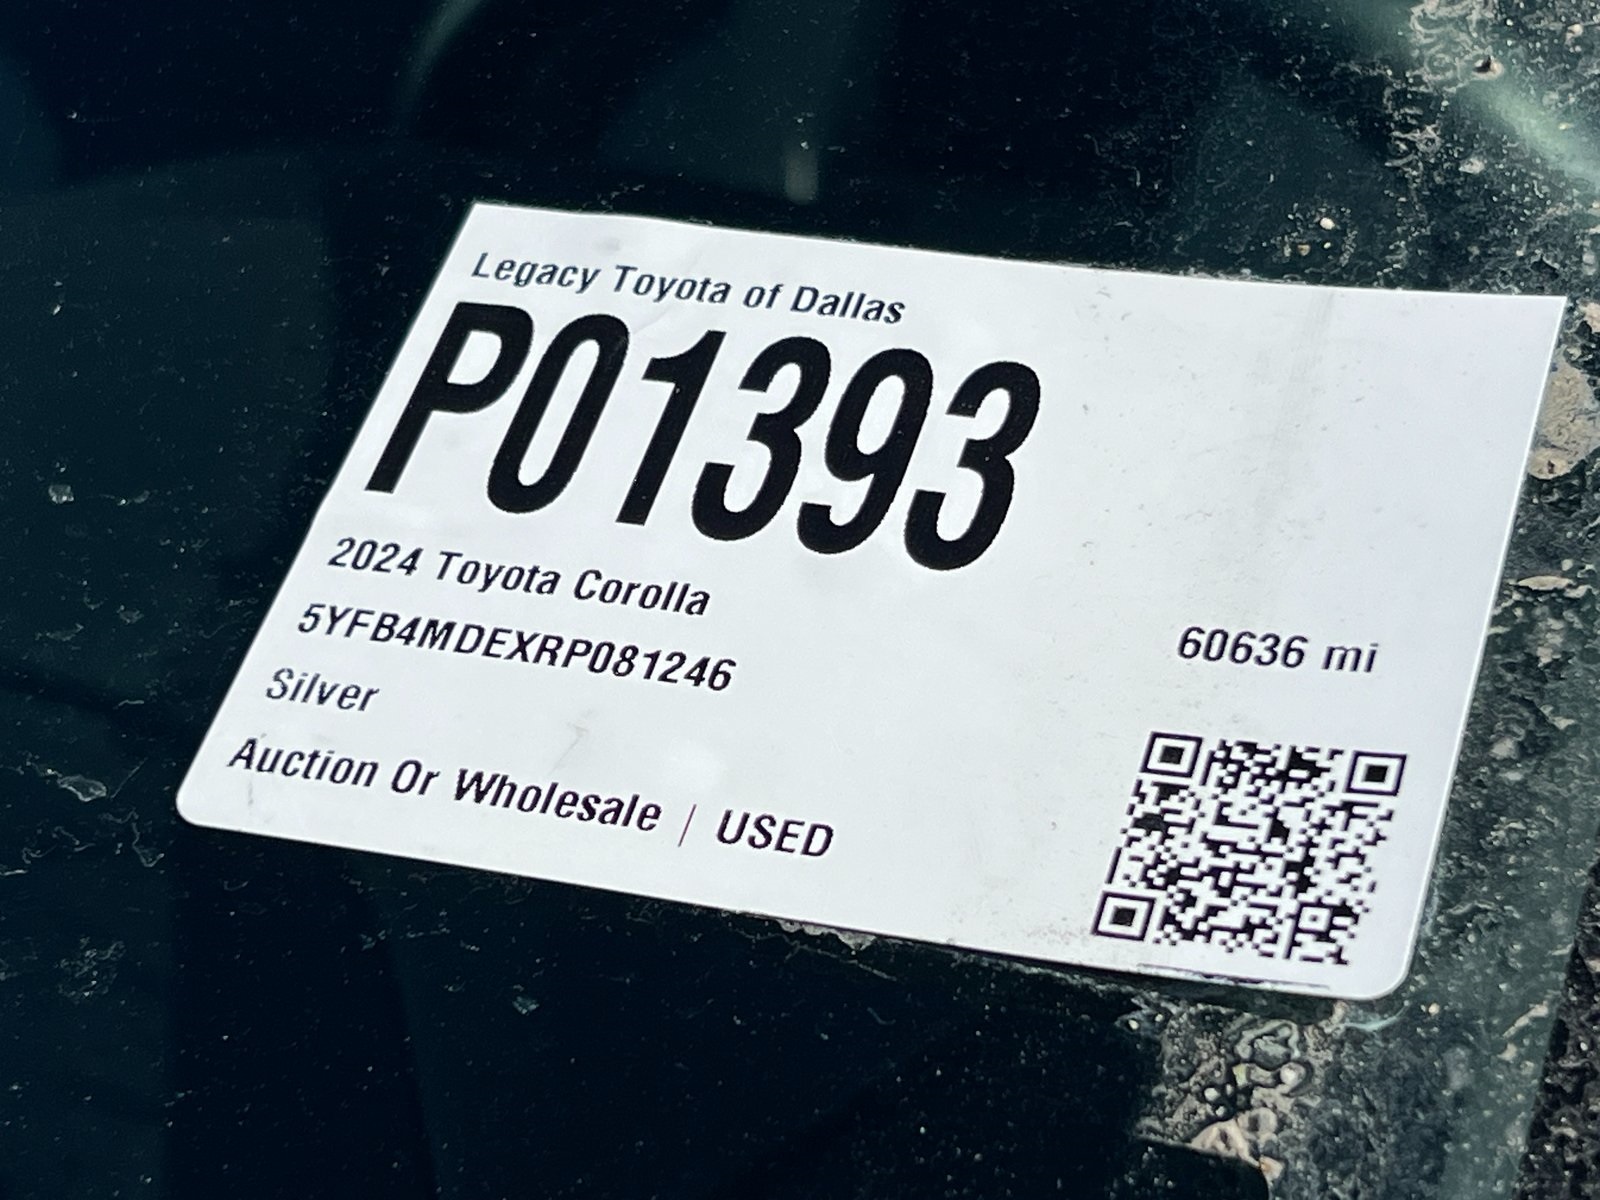 Legacy Toyota of Dallas
P01393
2024 Toyota Corolla
5YFB4MDEXRP081246
60636 mi
Silver
Auction Or Wholesale | USED